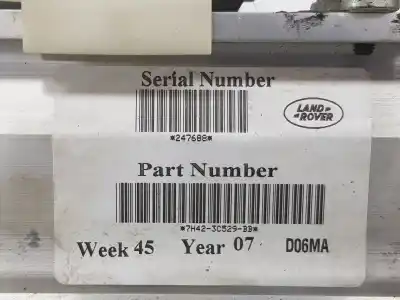 Serial Number
*247688*
LAND
ROVER
Part Number
*7H42-3C529-BB*
Week 45 Year 07 D06MA